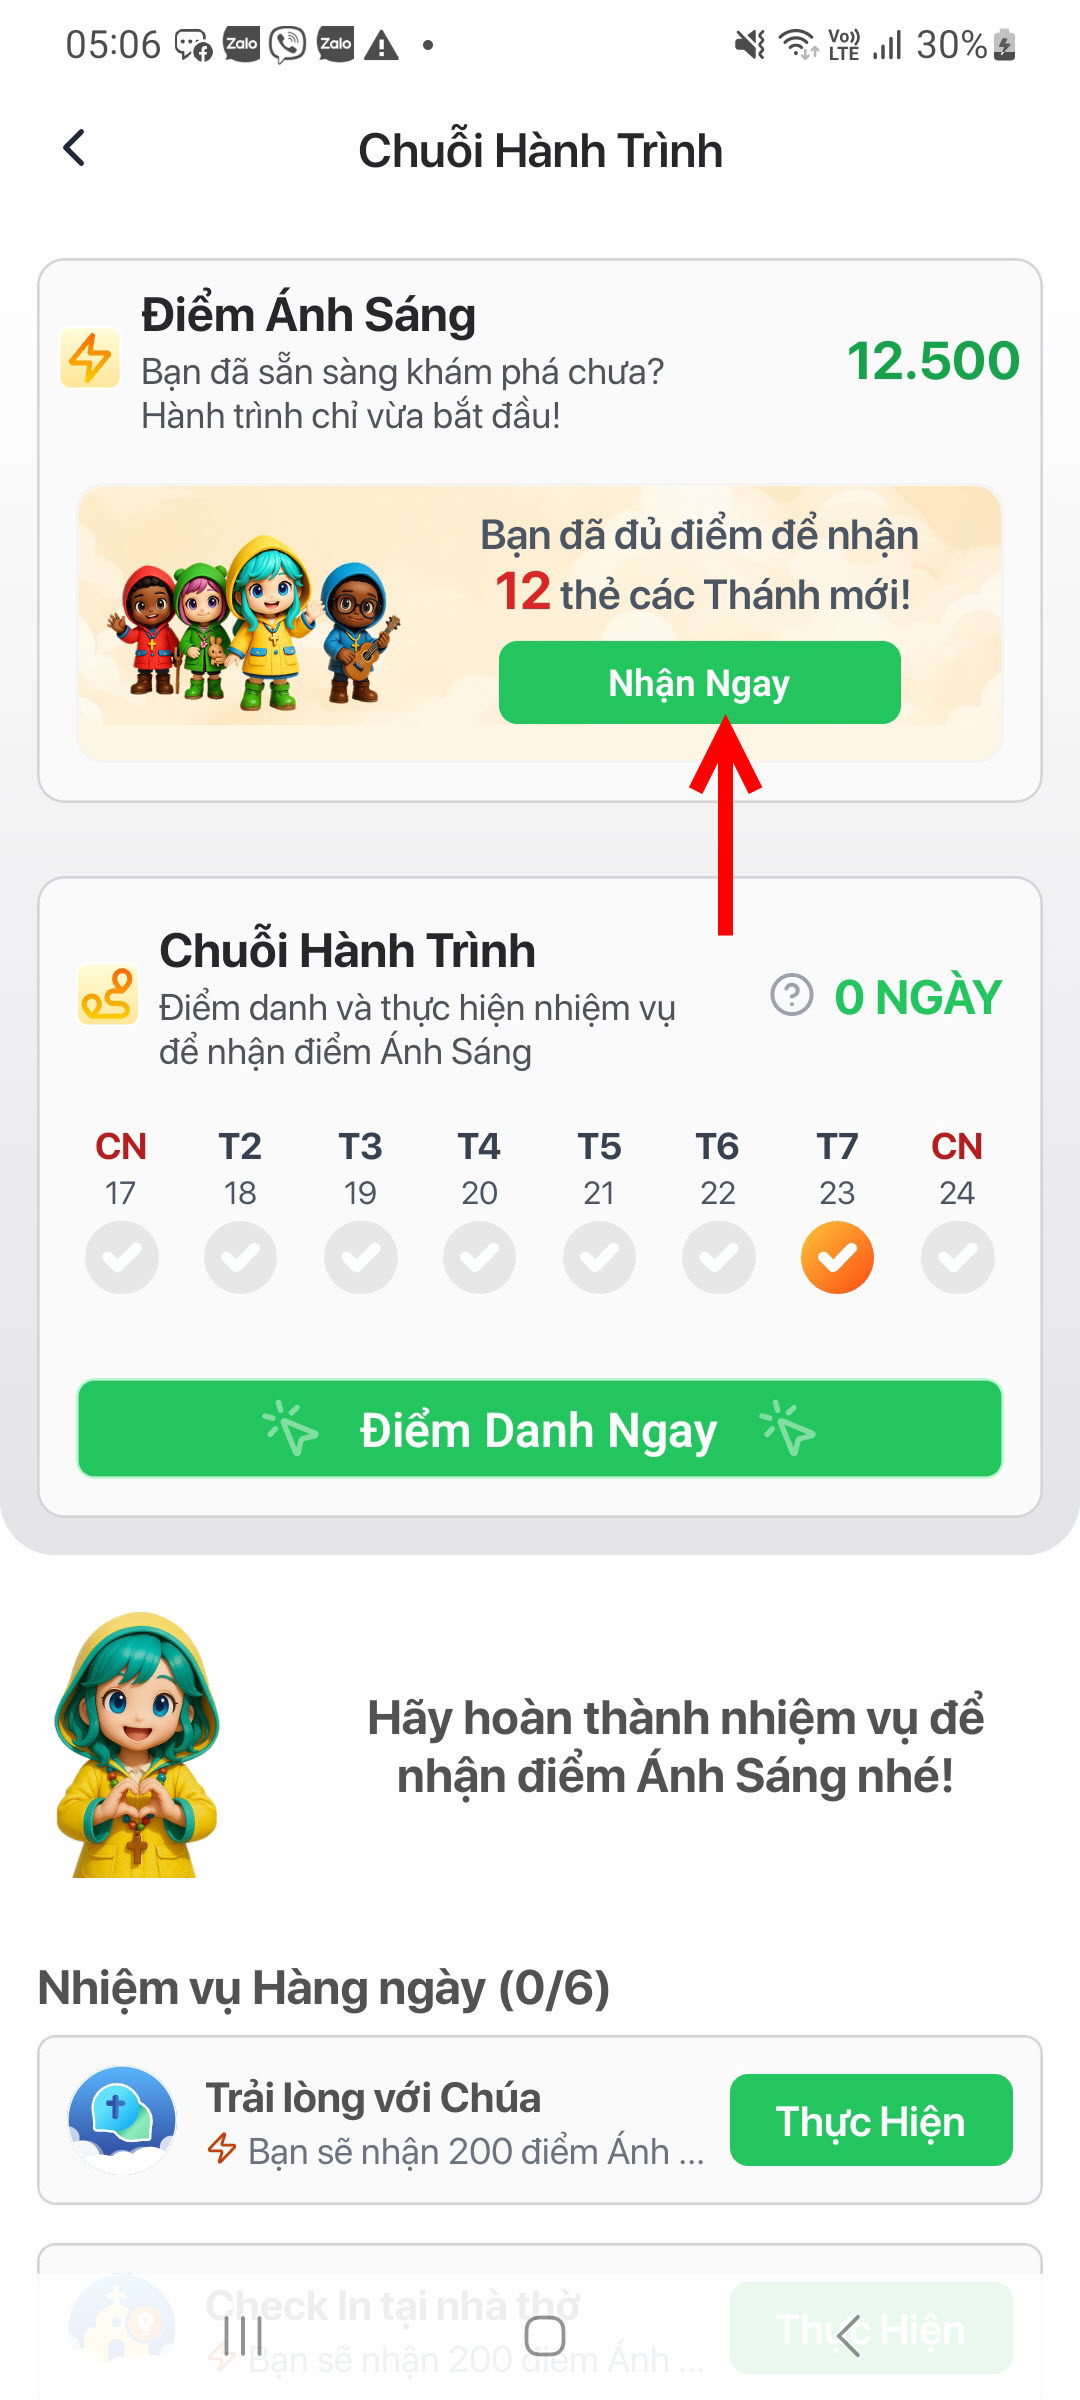 05:06 Zalo Zalo Vo)) LTE 30%
Chuỗi Hành Trình
Điểm Ánh Sáng
Bạn đã sẵn sàng khám phá chưa?
Hành trình chỉ vừa bắt đầu!
12.500
Bạn đã đủ điểm để nhận
12 thẻ các Thánh mới!
Nhận Ngay
Chuỗi Hành Trình
Điểm danh và thực hiện nhiệm vụ
để nhận điểm Ánh Sáng
0 NGÀY
CN T2 T3 T4 T5 T6 T7 CN
17 18 19 20 21 22 23 24
Điểm Danh Ngay
Hãy hoàn thành nhiệm vụ để
nhận điểm Ánh Sáng nhé!
Nhiệm vụ Hàng ngày (0/6)
Trải lòng với Chúa
Bạn sẽ nhận 200 điểm Ánh ...
Thực Hiện
Check In tại nhà thờ
Bạn sẽ nhận 200 điểm Ánh ...
Thực Hiện